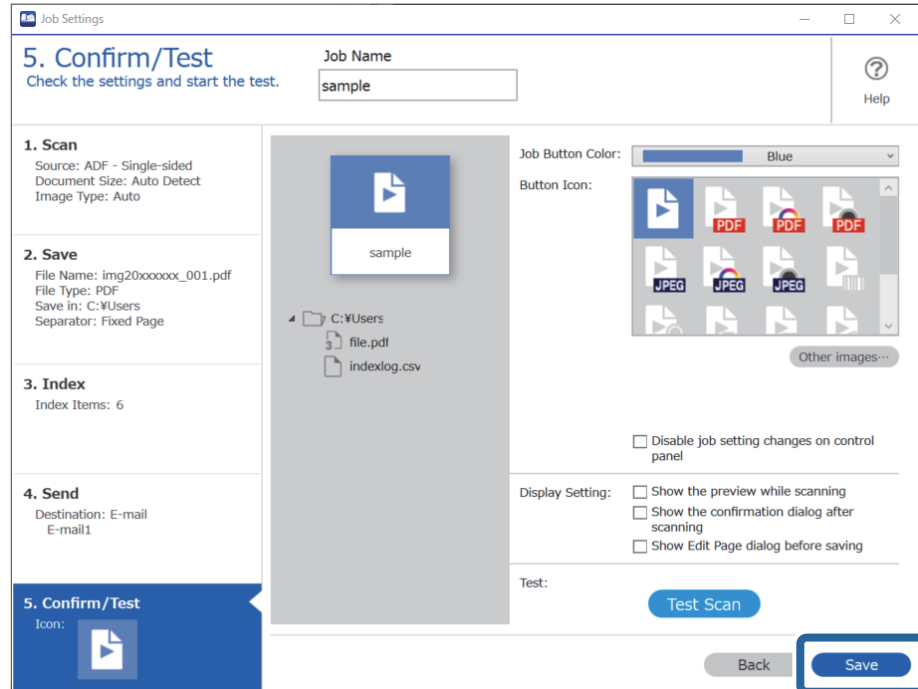 Job Settings
5. Confirm/Test
Check the settings and start the test.
Job Name
sample
Help
1. Scan
Source: ADF - Single-sided
Document Size: Auto Detect
Image Type: Auto
2. Save
File Name: img20xxxxxx_001.pdf
File Type: PDF
Save in: C:¥Users
Separator: Fixed Page
3. Index
Index Items: 6
4. Send
Destination: E-mail
E-mail1
5. Confirm/Test
Icon:
sample
C:¥Users
3 file.pdf
indexlog.csv
Job Button Color: Blue
Button Icon:
PDF PDF PDF
JPEG JPEG JPEG
Other images···
Disable job setting changes on control
panel
Display Setting: Show the preview while scanning
Show the confirmation dialog after
scanning
Show Edit Page dialog before saving
Test:
Test Scan
Back Save